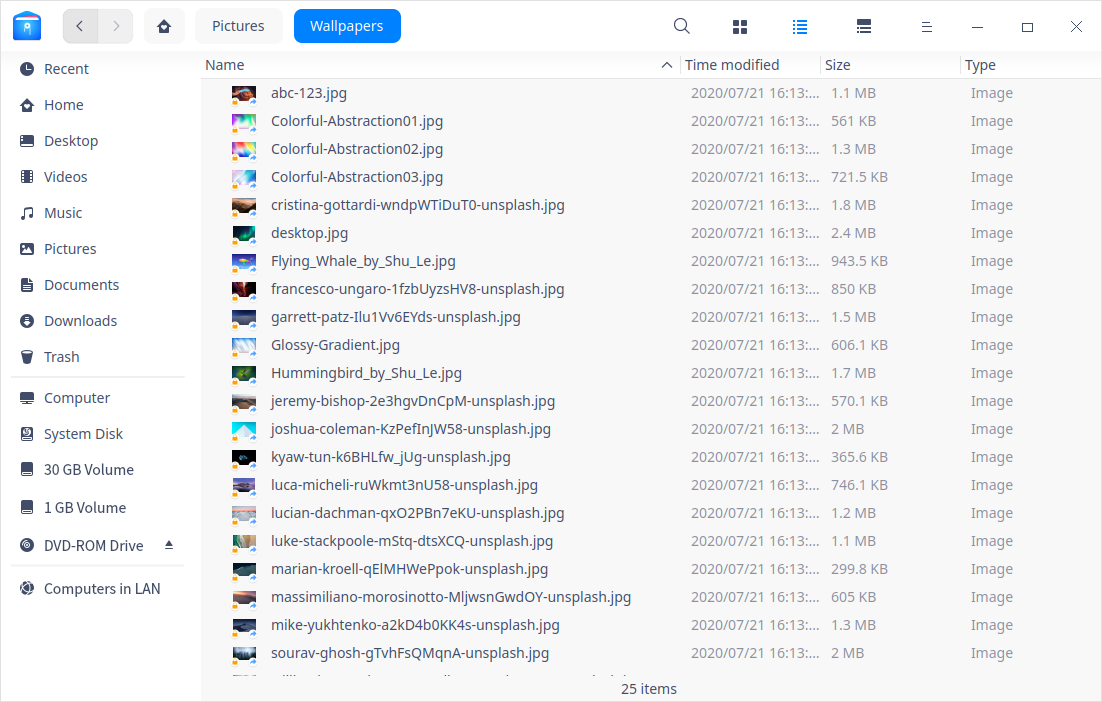 Pictures
Wallpapers
Recent
Home
Desktop
Videos
Music
Pictures
Documents
Downloads
Trash
Computer
System Disk
30 GB Volume
1 GB Volume
DVD-ROM Drive
Computers in LAN
Name Time modified Size Type
abc-123.jpg 2020/07/21 16:13:... 1.1 MB Image
Colorful-Abstraction01.jpg 2020/07/21 16:13:... 561 KB Image
Colorful-Abstraction02.jpg 2020/07/21 16:13:... 1.3 MB Image
Colorful-Abstraction03.jpg 2020/07/21 16:13:... 721.5 KB Image
cristina-gottardi-wndpWTiDuT0-unsplash.jpg 2020/07/21 16:13:... 1.8 MB Image
desktop.jpg 2020/07/21 16:13:... 2.4 MB Image
Flying_Whale_by_Shu_Le.jpg 2020/07/21 16:13:... 943.5 KB Image
francesco-ungaro-1fzbUyzsHV8-unsplash.jpg 2020/07/21 16:13:... 850 KB Image
garrett-patz-Ilu1Vv6EYds-unsplash.jpg 2020/07/21 16:13:... 1.5 MB Image
Glossy-Gradient.jpg 2020/07/21 16:13:... 606.1 KB Image
Hummingbird_by_Shu_Le.jpg 2020/07/21 16:13:... 1.7 MB Image
jeremy-bishop-2e3hgvDnCpM-unsplash.jpg 2020/07/21 16:13:... 570.1 KB Image
joshua-coleman-KzPefInJW58-unsplash.jpg 2020/07/21 16:13:... 2 MB Image
kyaw-tun-k6BHLfw_jUg-unsplash.jpg 2020/07/21 16:13:... 365.6 KB Image
luca-micheli-ruWkmt3nU58-unsplash.jpg 2020/07/21 16:13:... 746.1 KB Image
lucian-dachman-qxO2PBn7eKU-unsplash.jpg 2020/07/21 16:13:... 1.2 MB Image
luke-stackpoole-mStq-dtsXCQ-unsplash.jpg 2020/07/21 16:13:... 1.1 MB Image
marian-kroell-qElMHWePpok-unsplash.jpg 2020/07/21 16:13:... 299.8 KB Image
massimiliano-morosinotto-MljwsnGwdOY-unsplash.jpg 2020/07/21 16:13:... 605 KB Image
mike-yukhtenko-a2kD4b0KK4s-unsplash.jpg 2020/07/21 16:13:... 1.3 MB Image
sourav-ghosh-gTvhFsQMqnA-unsplash.jpg 2020/07/21 16:13:... 2 MB Image
25 items